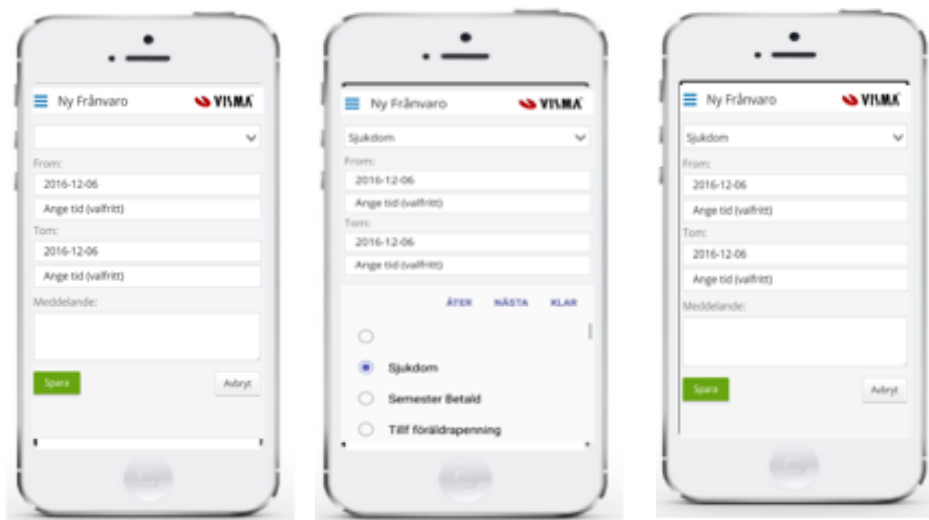 Ny Frånvaro VISMA
From:
2016-12-06
Ange tid (valfritt)
Tom:
2016-12-06
Ange tid (valfritt)
Meddelande:
Spara Avbryt
Ny Frånvaro VISMA
Sjukdom
From:
2016-12-06
Ange tid (valfritt)
Tom:
2016-12-06
Ange tid (valfritt)
ÅTER NÄSTA KLAR
Sjukdom
Semester Betald
Tillf föräldrapenning
Ny Frånvaro VISMA
Sjukdom
From:
2016-12-06
Ange tid (valfritt)
Tom:
2016-12-06
Ange tid (valfritt)
Meddelande:
Spara Avbryt